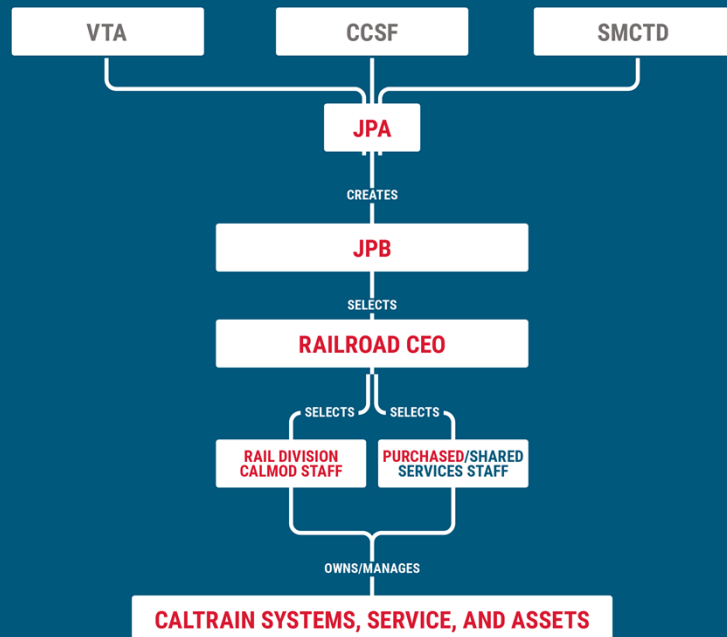 VTA
CCSF
SMCTD
JPA
CREATES
JPB
SELECTS
RAILROAD CEO
SELECTS
SELECTS
RAIL DIVISION
CALMOD STAFF
PURCHASED/SHARED
SERVICES STAFF
OWNS/MANAGES
CALTRAIN SYSTEMS, SERVICE, AND ASSETS